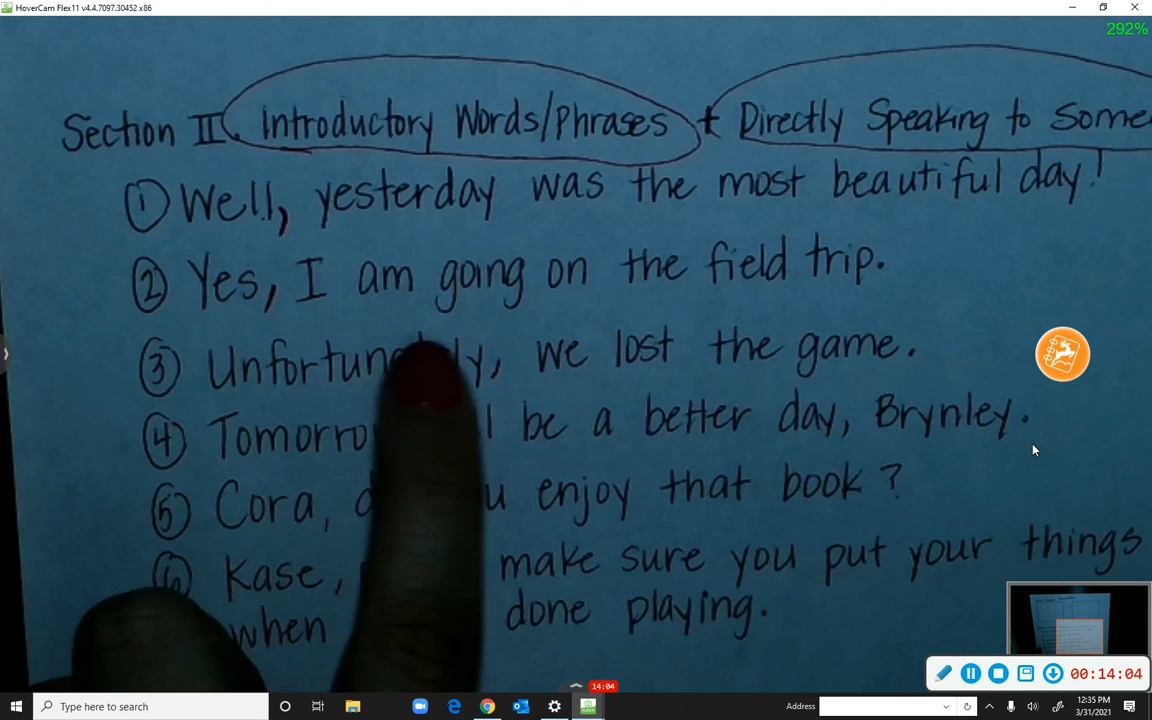 HoverCam Flex11 v4.4.7097.30452 x86
292%
Section II. Introductory Words/Phrases + Directly Speaking to
① Well, yesterday was the most beautiful day!
② Yes, I am going on the field trip.
③ we lost the game.
④ be a better day, Brynley.
⑤ Cora, enjoy that book?
⑥ Kase, make sure you put your things
when done playing.
00:14:04
14:04
Type here to search
Address
12:35 PM
3/31/2021